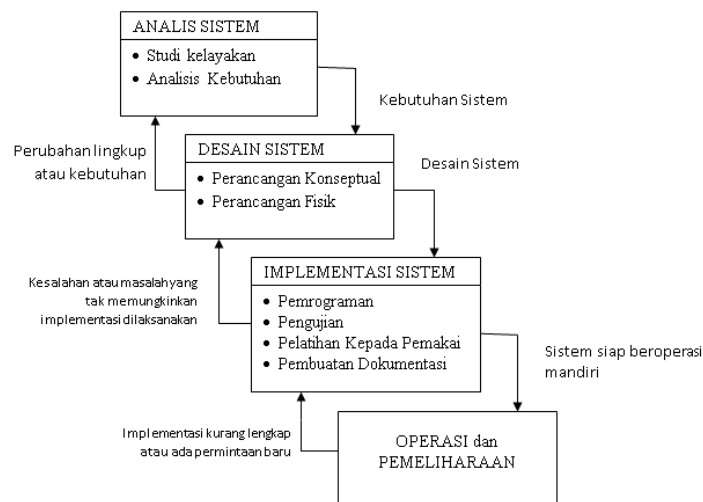 ANALIS SISTEM
• Studi kelayakan
• Analisis Kebutuhan
Kebutuhan Sistem
Perubahan lingkup
atau kebutuhan
DESAIN SISTEM
• Perancangan Konseptual
• Perancangan Fisik
Desain Sistem
Kesalahan atau masalah yang
tak memungkinkan
implementasi dilaksanakan
IMPLEMENTASI SISTEM
• Pemrograman
• Pengujian
• Pelatihan Kepada Pemakai
• Pembuatan Dokumentasi
Sistem siap beroperasi
mandiri
Implementasi kurang lengkap
atau ada permintaan baru
OPERASI dan
PEMELIHARAAN